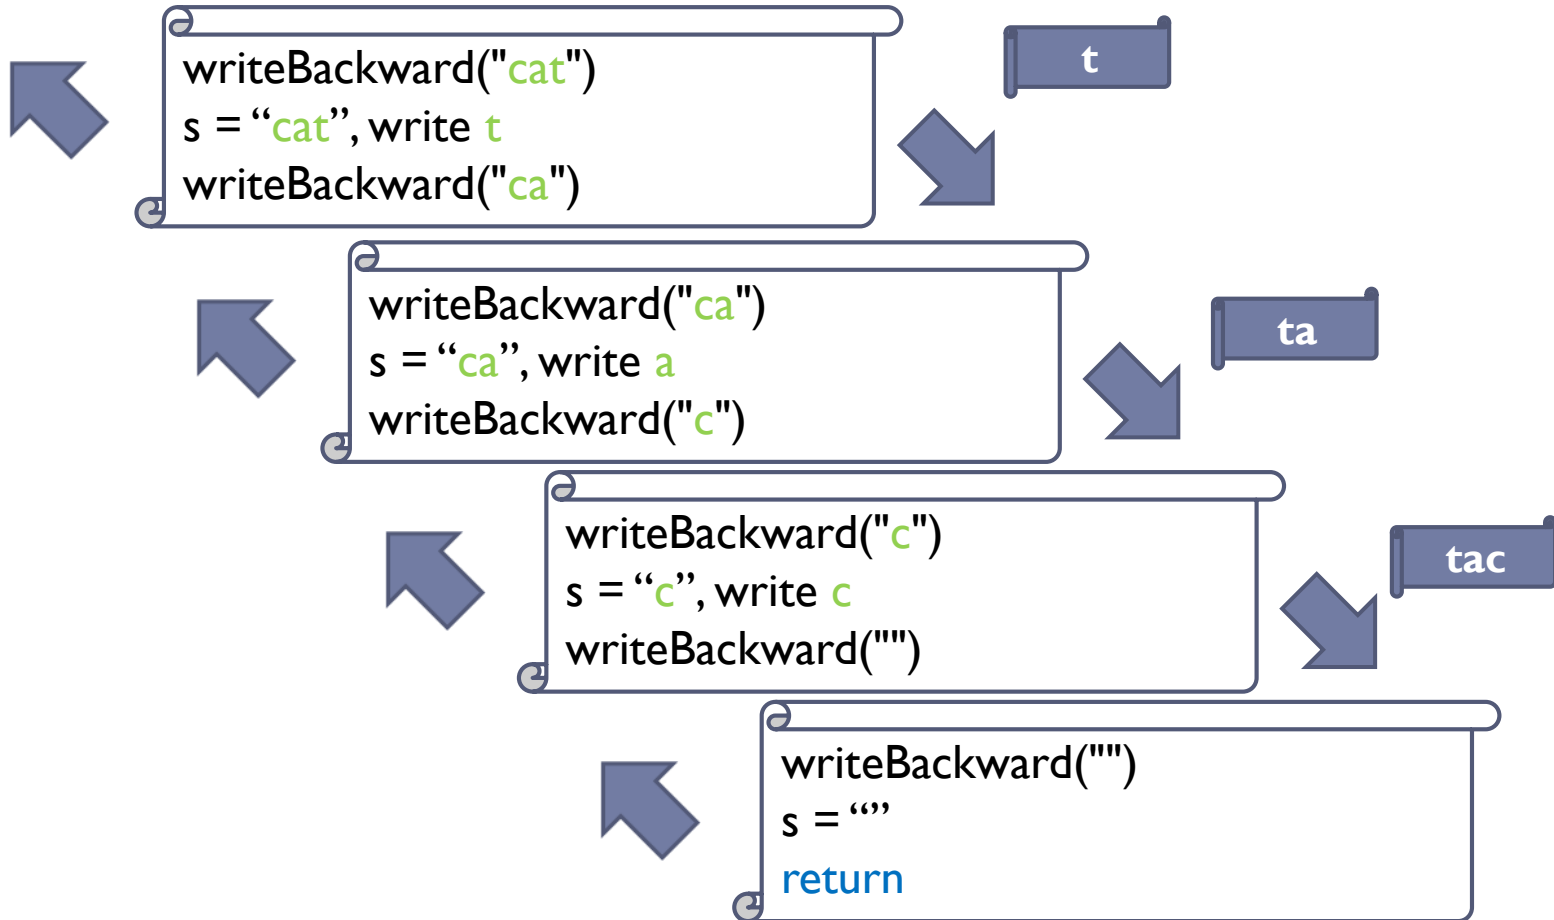 writeBackward("cat")
s = “cat”, write t
writeBackward("ca")
t
writeBackward("ca")
s = “ca”, write a
writeBackward("c")
ta
writeBackward("c")
s = “c”, write c
writeBackward("")
tac
writeBackward("")
s = “”
return